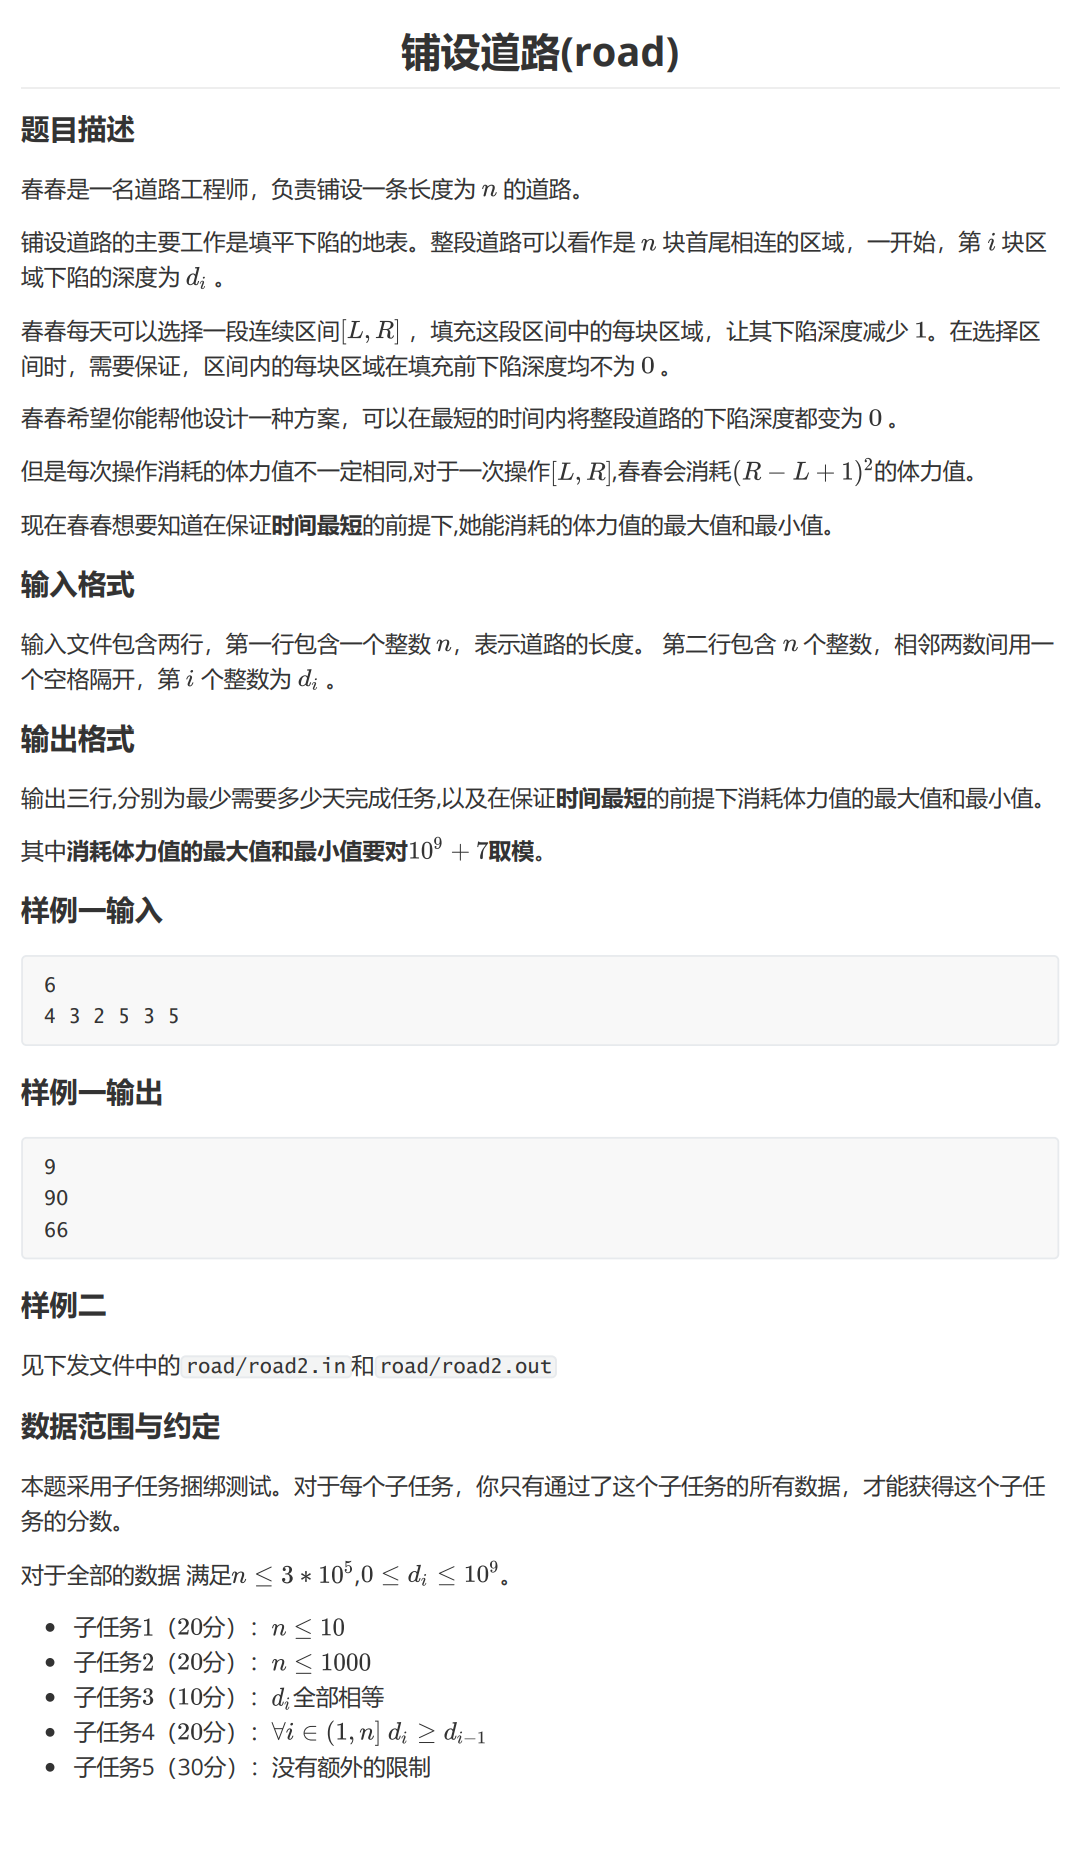 铺设道路(road)
题目描述
春春是一名道路工程师，负责铺设一条长度为 n 的道路。
铺设道路的主要工作是填平下陷的地表。整段道路可以看作是 n 块首尾相连的区域，一开始，第 i 块区
域下陷的深度为 d_i 。
春春每天可以选择一段连续区间[L, R] ，填充这段区间中的每块区域，让其下陷深度减少 1。在选择区
间时，需要保证，区间内的每块区域在填充前下陷深度均不为 0 。
春春希望你能帮他设计一种方案，可以在最短的时间内将整段道路的下陷深度都变为 0 。
但是每次操作消耗的体力值不一定相同,对于一次操作[L, R],春春会消耗(R − L + 1)^2的体力值。
现在春春想要知道在保证时间最短的前提下,她能消耗的体力值的最大值和最小值。
输入格式
输入文件包含两行，第一行包含一个整数 n，表示道路的长度。 第二行包含 n 个整数，相邻两数间用一
个空格隔开，第 i 个整数为 d_i 。
输出格式
输出三行,分别为最少需要多少天完成任务,以及在保证时间最短的前提下消耗体力值的最大值和最小值。
其中消耗体力值的最大值和最小值要对10^9 + 7取模。
样例一输入
6
4 3 2 5 3 5
样例一输出
9
90
66
样例二
见下发文件中的road/road2.in和road/road2.out
数据范围与约定
本题采用子任务捆绑测试。对于每个子任务，你只有通过了这个子任务的所有数据，才能获得这个子任
务的分数。
对于全部的数据 满足n ≤ 3 ∗ 10^5,0 ≤ d_i ≤ 10^9。
• 子任务1（20分）：n ≤ 10
• 子任务2（20分）：n ≤ 1000
• 子任务3（10分）：d_i全部相等
• 子任务4（20分）：∀i ∈ (1, n] d_i ≥ d_{i−1}
• 子任务5（30分）：没有额外的限制